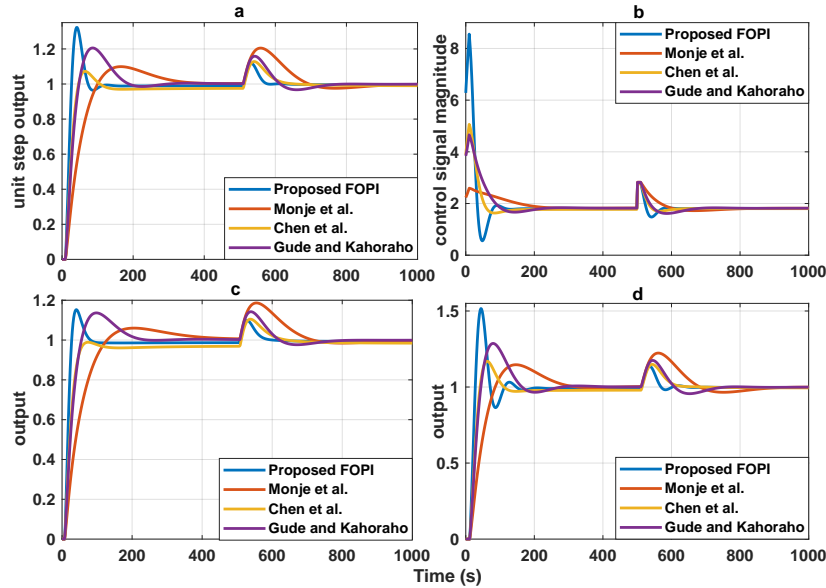 a
unit step output
1.2
1
0.8
0.6
0.4
0.2
0
0 200 400 600 800 1000
Proposed FOPI
Monje et al.
Chen et al.
Gude and Kahoraho
b
control signal magnitude
8
6
4
2
0
0 200 400 600 800 1000
Proposed FOPI
Monje et al.
Chen et al.
Gude and Kahoraho
c
output
1.2
1
0.8
0.6
0.4
0.2
0
0 200 400 600 800 1000
Proposed FOPI
Monje et al.
Chen et al.
Gude and Kahoraho
d
output
1.5
1
0.5
0
0 200 400 600 800 1000
Proposed FOPI
Monje et al.
Chen et al.
Gude and Kahoraho
Time (s)